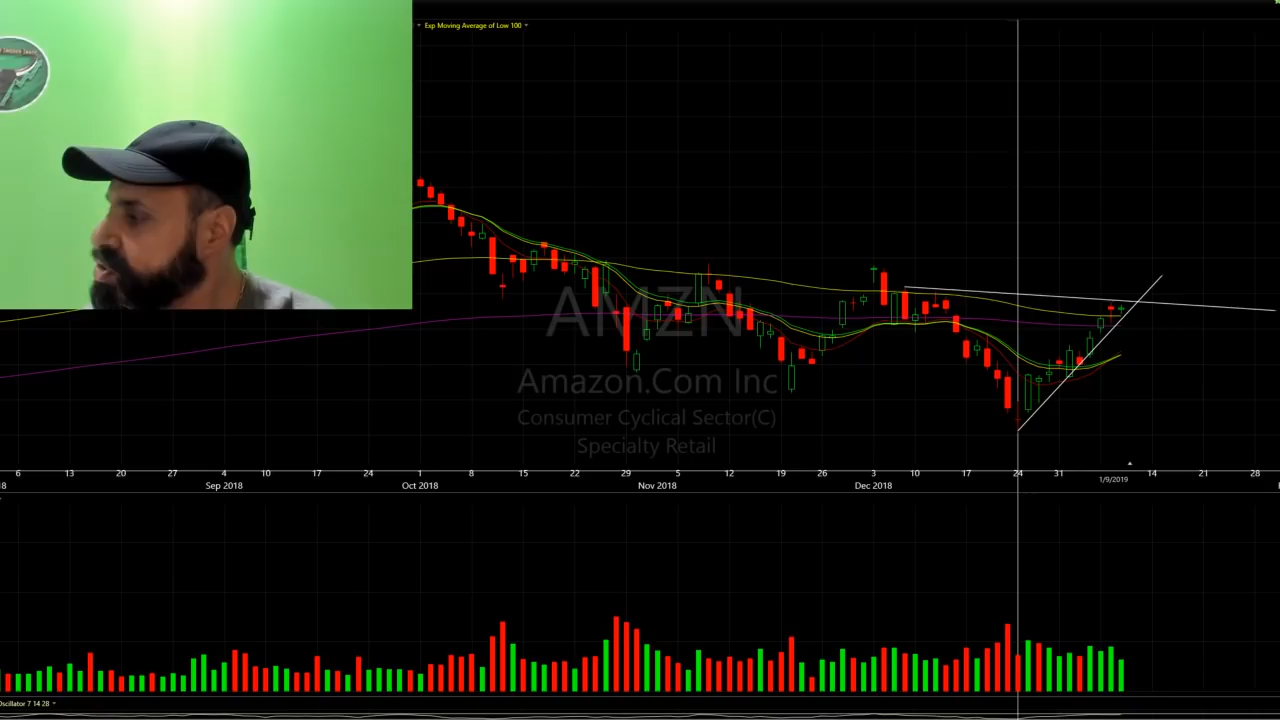 Exp Moving Average of Low 100
AMZN
Amazon.Com Inc
Consumer Cyclical Sector(C)
Specialty Retail
6 13 20 27 4 10 17 24 1 8 15 22 29 5 12 19 26 3 10 17 24 31 14 21 28
18 Sep 2018 Oct 2018 Nov 2018 Dec 2018 1/9/2019
Oscillator 7 14 28